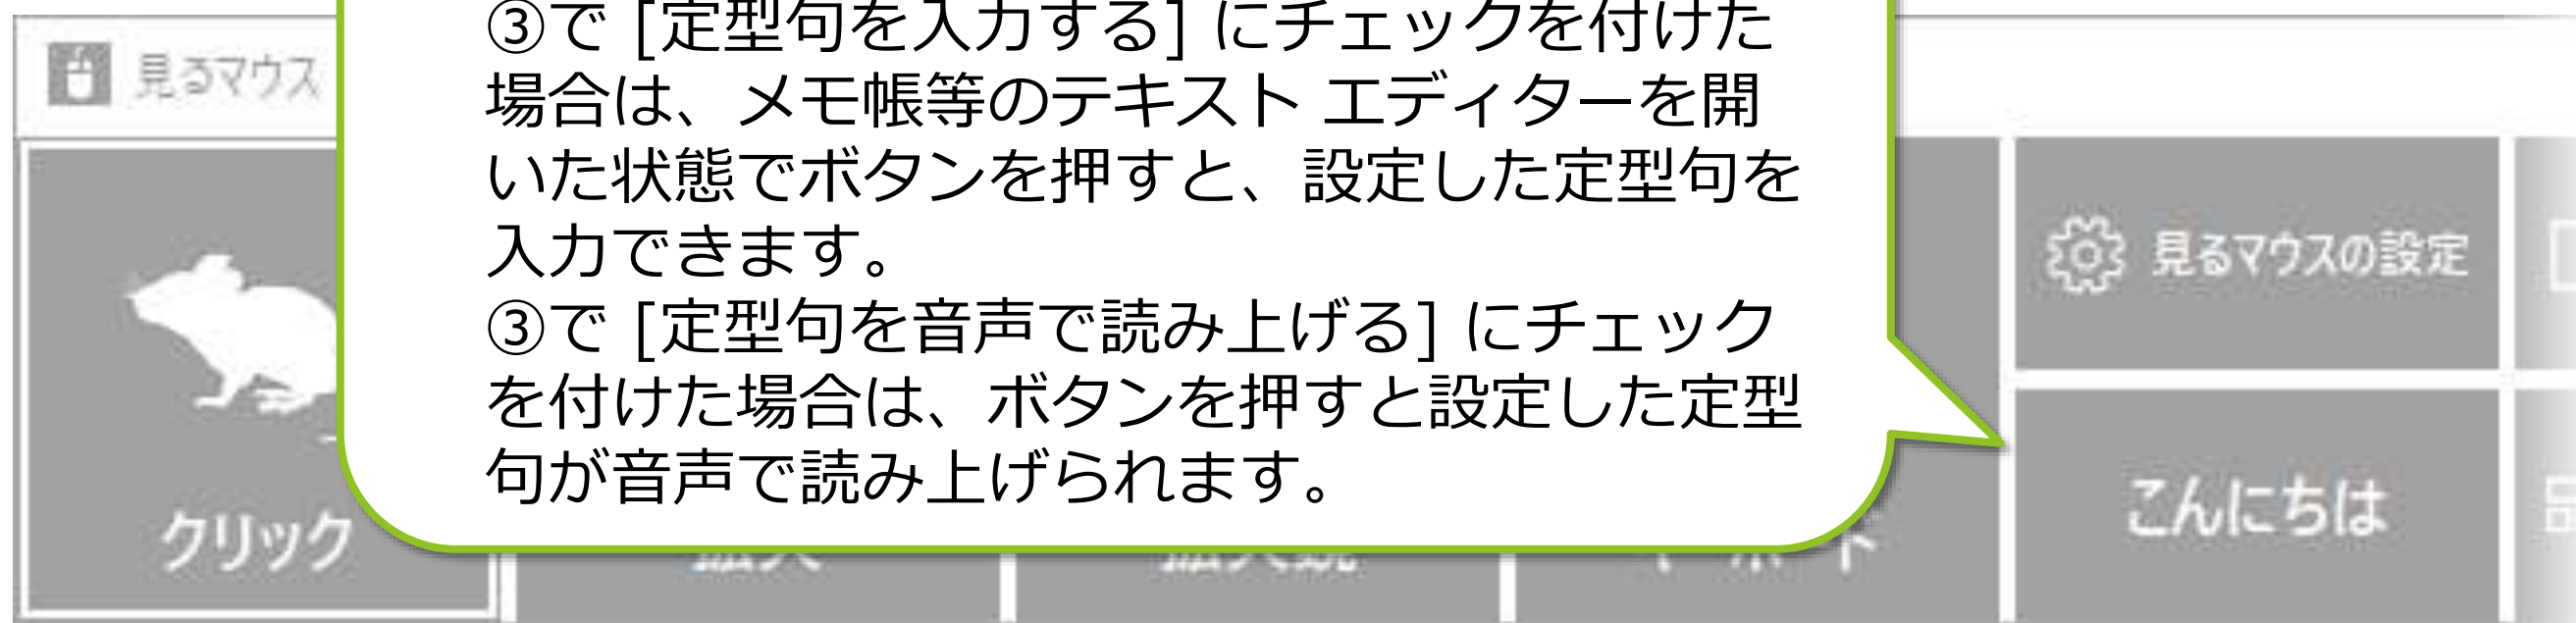 ③で [定型句を入力する] にチェックを付けた
場合は、メモ帳等のテキスト エディターを開
いた状態でボタンを押すと、設定した定型句を
入力できます。
③で [定型句を音声で読み上げる] にチェック
を付けた場合は、ボタンを押すと設定した定型
句が音声で読み上げられます。
見るマウス
見るマウスの設定
クリック
こんにちは